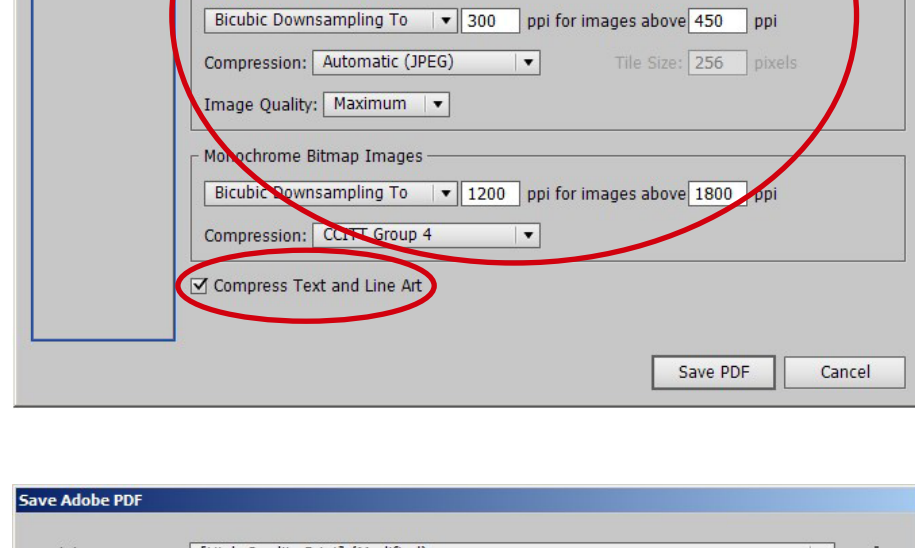 Bicubic Downsampling To 300 ppi for images above 450 ppi
Compression: Automatic (JPEG) Tile Size: 256 pixels
Image Quality: Maximum
Monochrome Bitmap Images
Bicubic Downsampling To 1200 ppi for images above 1800 ppi
Compression: CCITT Group 4
Compress Text and Line Art
Save PDF Cancel
Save Adobe PDF